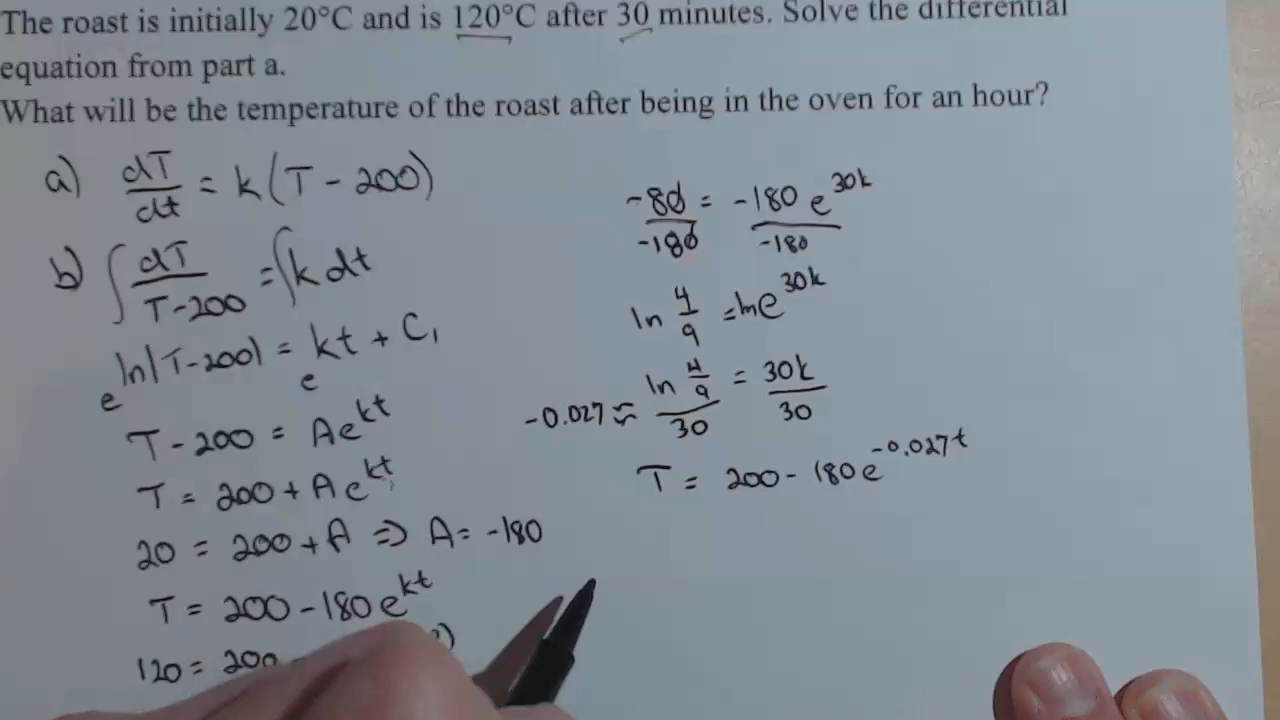 The roast is initially 20°C and is 120°C after 30 minutes. Solve the differential
equation from part a.
What will be the temperature of the roast after being in the oven for an hour?
a) dT/dt = k(T - 200)
b) ∫ dT/(T-200) = ∫k dt
e^ln|T-200| = e^kt + C₁
T-200 = Ae^kt
T = 200 + Ae^kt
20 = 200 + A ⇒ A = -180
T = 200 - 180e^kt
120 = 200 -
-80/-180 = -180e^30k/-180
ln 4/9 = ln e^30k
-0.027 ≈ ln 4/9 / 30 = 30k/30
T = 200 - 180e^-0.027t